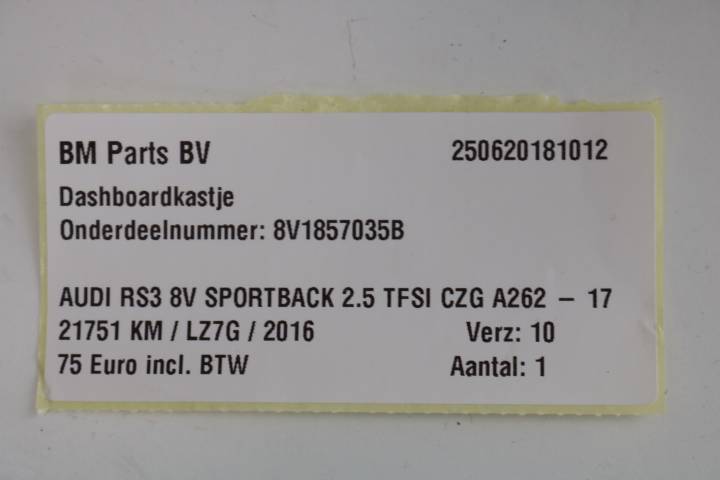 BM Parts BV 250620181012
Dashboardkastje
Onderdeelnummer: 8V1857035B
AUDI RS3 8V SPORTBACK 2.5 TFSI CZG A262 – 17
21751 KM / LZ7G / 2016 Verz: 10
75 Euro incl. BTW Aantal: 1